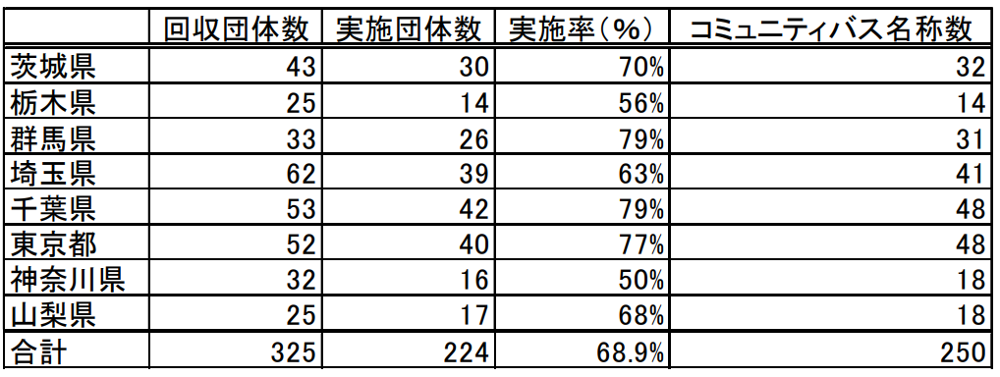 回収団体数 実施団体数 実施率(%) コミュニティバス名称数
茨城県 43 30 70% 32
栃木県 25 14 56% 14
群馬県 33 26 79% 31
埼玉県 62 39 63% 41
千葉県 53 42 79% 48
東京都 52 40 77% 48
神奈川県 32 16 50% 18
山梨県 25 17 68% 18
合計 325 224 68.9% 250